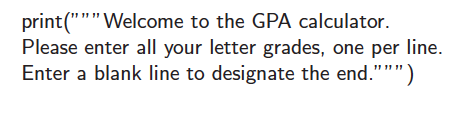 print("""Welcome to the GPA calculator.
Please enter all your letter grades, one per line.
Enter a blank line to designate the end.""")